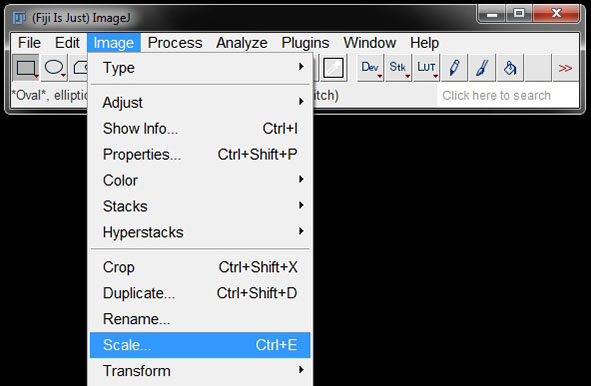 (Fiji Is Just) ImageJ
File Edit Image Process Analyze Plugins Window Help
Dev Stk LUT >>
*Oval*, ellipti itch) Click here to search
Type
Adjust
Show Info... Ctrl+I
Properties... Ctrl+Shift+P
Color
Stacks
Hyperstacks
Crop Ctrl+Shift+X
Duplicate... Ctrl+Shift+D
Rename...
Scale... Ctrl+E
Transform